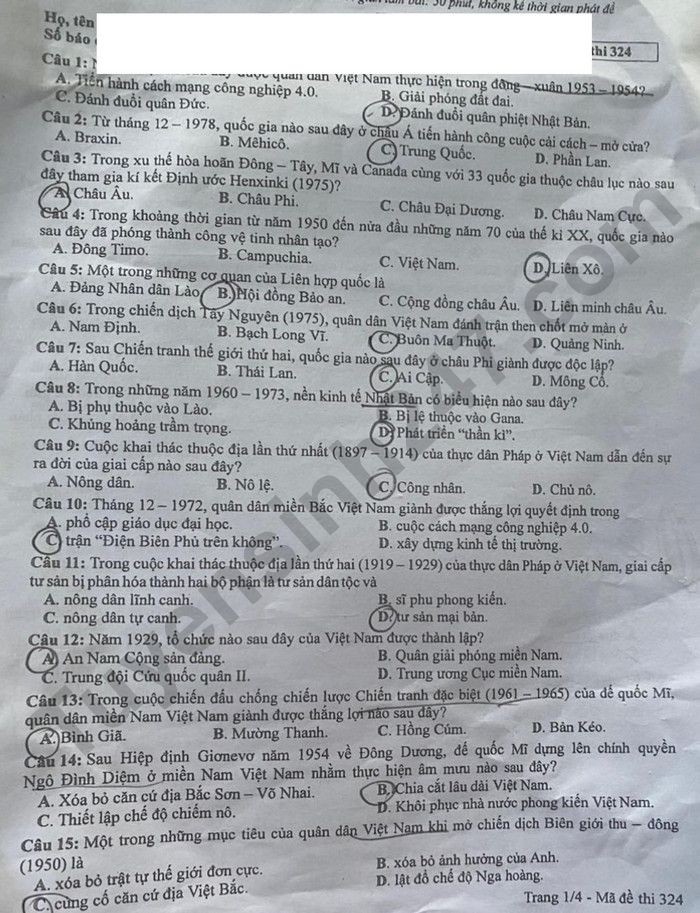 phút, không kể thời gian phát đề
Họ, tên
Số báo
thi 324
Câu 1:
quân dân Việt Nam thực hiện trong đông – xuân 1953 – 1954?
A. Tiến hành cách mạng công nghiệp 4.0. B. Giải phóng đất đai.
C. Đánh đuổi quân Đức. D. Đánh đuổi quân phiệt Nhật Bản.
Câu 2: Từ tháng 12 – 1978, quốc gia nào sau đây ở châu Á tiến hành công cuộc cải cách – mở cửa?
A. Braxin. B. Mêhicô. C. Trung Quốc. D. Phần Lan.
Câu 3: Trong xu thế hòa hoãn Đông – Tây, Mĩ và Canada cùng với 33 quốc gia thuộc châu lục nào sau
đây tham gia kí kết Định ước Henxinki (1975)?
A. Châu Âu. B. Châu Phi. C. Châu Đại Dương. D. Châu Nam Cực.
Câu 4: Trong khoảng thời gian từ năm 1950 đến nửa đầu những năm 70 của thế kỉ XX, quốc gia nào
sau đây đã phóng thành công vệ tinh nhân tạo?
A. Đông Timo. B. Campuchia. C. Việt Nam. D. Liên Xô.
Câu 5: Một trong những cơ quan của Liên hợp quốc là
A. Đảng Nhân dân Lào. B. Hội đồng Bảo an. C. Cộng đồng châu Âu. D. Liên minh châu Âu.
Câu 6: Trong chiến dịch Tây Nguyên (1975), quân dân Việt Nam đánh trận then chốt mở màn ở
A. Nam Định. B. Bạch Long Vĩ. C. Buôn Ma Thuột. D. Quảng Ninh.
Câu 7: Sau Chiến tranh thế giới thứ hai, quốc gia nào sau đây ở châu Phi giành được độc lập?
A. Hàn Quốc. B. Thái Lan. C. Ai Cập. D. Mông Cổ.
Câu 8: Trong những năm 1960 – 1973, nền kinh tế Nhật Bản có biểu hiện nào sau đây?
A. Bị phụ thuộc vào Lào. B. Bị lệ thuộc vào Gana.
C. Khủng hoảng trầm trọng. D. Phát triển “thần kì”.
Câu 9: Cuộc khai thác thuộc địa lần thứ nhất (1897 – 1914) của thực dân Pháp ở Việt Nam dẫn đến sự
ra đời của giai cấp nào sau đây?
A. Nông dân. B. Nô lệ. C. Công nhân. D. Chủ nô.
Câu 10: Tháng 12 – 1972, quân dân miền Bắc Việt Nam giành được thắng lợi quyết định trong
A. phổ cập giáo dục đại học. B. cuộc cách mạng công nghiệp 4.0.
C. trận “Điện Biên Phủ trên không”. D. xây dựng kinh tế thị trường.
Câu 11: Trong cuộc khai thác thuộc địa lần thứ hai (1919 – 1929) của thực dân Pháp ở Việt Nam, giai cấp
tư sản bị phân hóa thành hai bộ phận là tư sản dân tộc và
A. nông dân lĩnh canh. B. sĩ phu phong kiến.
C. nông dân tự canh. D. tư sản mại bản.
Câu 12: Năm 1929, tổ chức nào sau đây của Việt Nam được thành lập?
A. An Nam Cộng sản đảng. B. Quân giải phóng miền Nam.
C. Trung đội Cứu quốc quân II. D. Trung ương Cục miền Nam.
Câu 13: Trong cuộc chiến đấu chống chiến lược Chiến tranh đặc biệt (1961 – 1965) của đế quốc Mĩ,
quân dân miền Nam Việt Nam giành được thắng lợi nào sau đây?
A. Bình Giã. B. Mường Thanh. C. Hồng Cúm. D. Bản Kéo.
Câu 14: Sau Hiệp định Giơnevơ năm 1954 về Đông Dương, đế quốc Mĩ dựng lên chính quyền
Ngô Đình Diệm ở miền Nam Việt Nam nhằm thực hiện âm mưu nào sau đây?
A. Xóa bỏ căn cứ địa Bắc Sơn – Võ Nhai. B. Chia cắt lâu dài Việt Nam.
C. Thiết lập chế độ chiếm nô. D. Khôi phục nhà nước phong kiến Việt Nam.
Câu 15: Một trong những mục tiêu của quân dân Việt Nam khi mở chiến dịch Biên giới thu – đông
(1950) là
A. xóa bỏ trật tự thế giới đơn cực. B. xóa bỏ ảnh hưởng của Anh.
C. củng cố căn cứ địa Việt Bắc. D. lật đổ chế độ Nga hoàng.
Trang 1/4 - Mã đề thi 324
Tuyensinh247.com